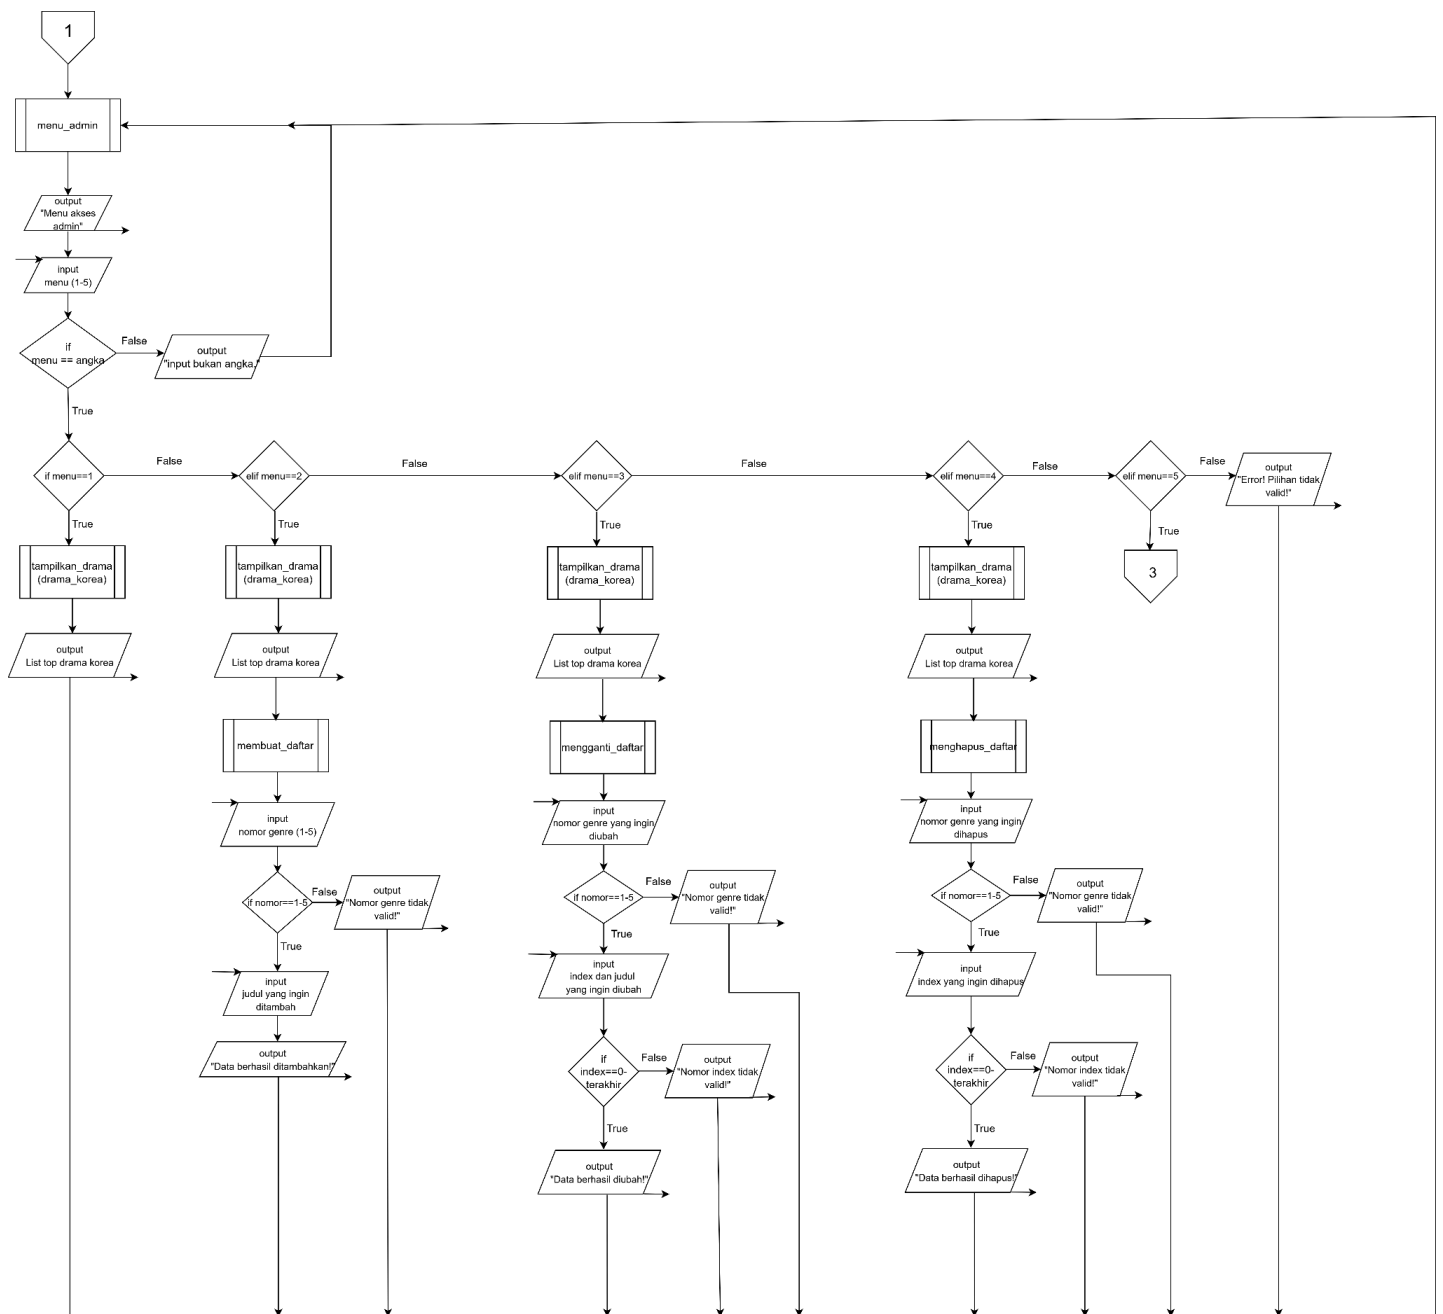 1
menu_admin
output
"Menu akses
admin"
input
menu (1-5)
if
menu == angka
False
output
"input bukan angka."
True
if menu==1
False
elif menu==2
False
elif menu==3
False
elif menu==4
False
elif menu==5
False
output
"Error! Pilihan tidak
valid!"
True
True
True
True
True
3
tampilkan_drama
(drama_korea)
tampilkan_drama
(drama_korea)
tampilkan_drama
(drama_korea)
tampilkan_drama
(drama_korea)
output
List top drama korea
output
List top drama korea
output
List top drama korea
output
List top drama korea
membuat_daftar
mengganti_daftar
menghapus_daftar
input
nomor genre (1-5)
input
nomor genre yang ingin
diubah
input
nomor genre yang ingin
dihapus
if nomor==1-5
False
output
"Nomor genre tidak
valid!"
if nomor==1-5
False
output
"Nomor genre tidak
valid!"
if nomor==1-5
False
output
"Nomor genre tidak
valid!"
True
True
True
input
judul yang ingin
ditambah
input
index dan judul
yang ingin diubah
input
index yang ingin dihapus
output
"Data berhasil ditambahkan!"
if
index==0-
terakhir
False
output
"Nomor index tidak
valid!"
if
index==0-
terakhir
False
output
"Nomor index tidak
valid!"
True
True
output
"Data berhasil diubah!"
output
"Data berhasil dihapus!"